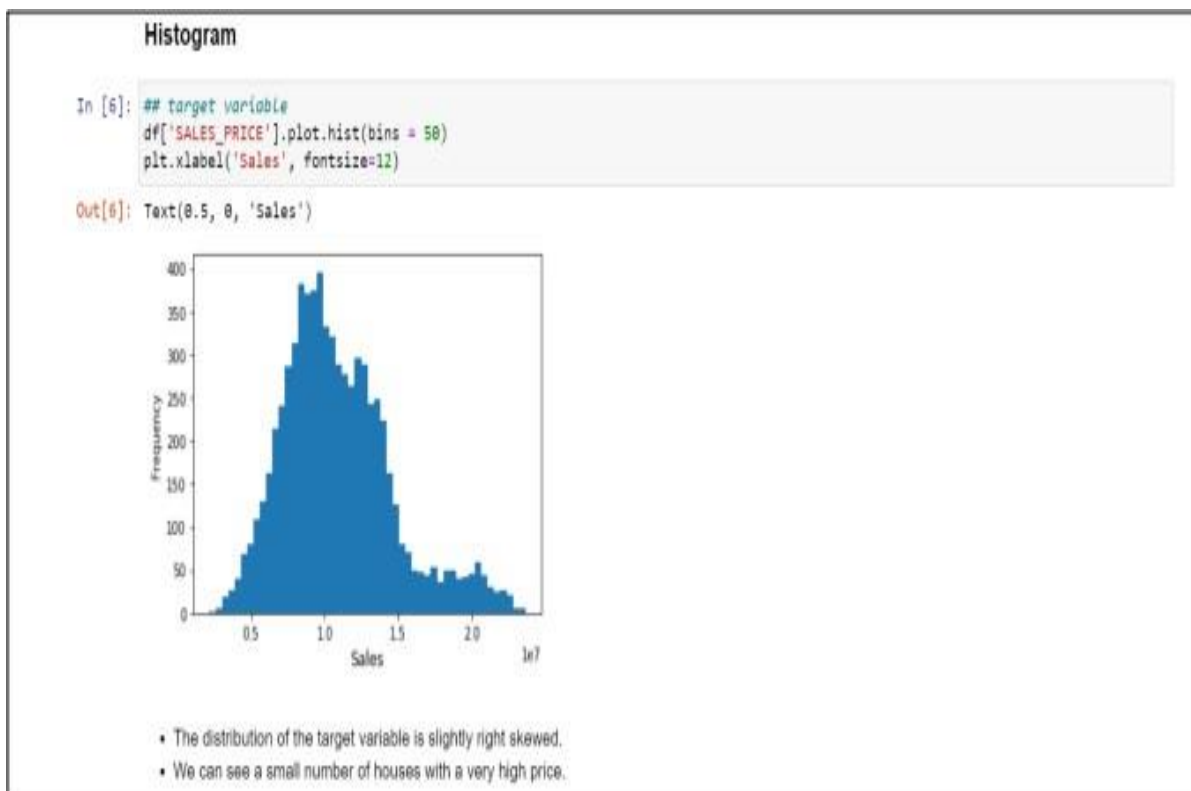 Histogram
In [6]: ## target variable
df['SALES_PRICE'].plot.hist(bins = 50)
plt.xlabel('Sales', fontsize=12)
Out[6]: Text(0.5, 0, 'Sales')
400
350
300
250
200
150
100
50
0
Frequency
0.5 1.0 1.5 2.0
Sales 1e7
• The distribution of the target variable is slightly right skewed.
• We can see a small number of houses with a very high price.